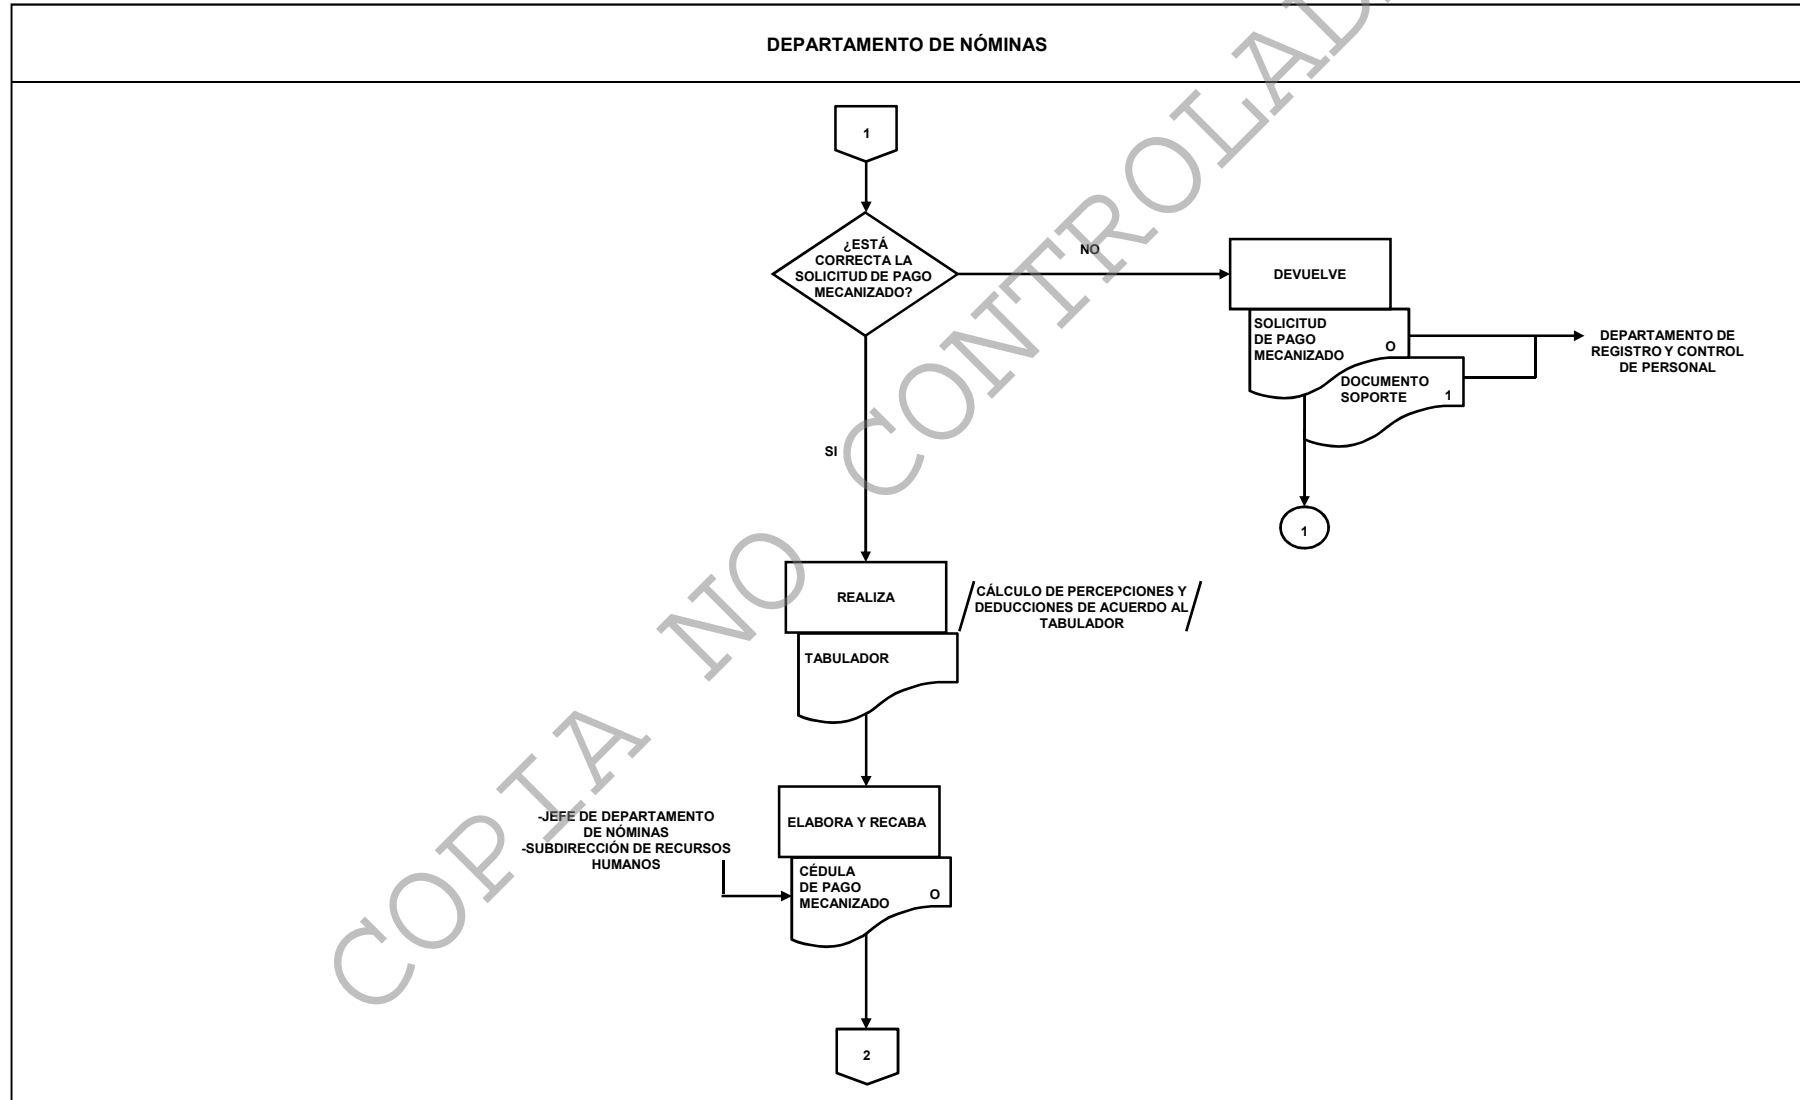 DEPARTAMENTO DE NÓMINAS
1
¿ESTÁ
CORRECTA LA
SOLICITUD DE PAGO
MECANIZADO?
NO
DEVUELVE
SOLICITUD
DE PAGO
MECANIZADO
O
DOCUMENTO
SOPORTE
1
DEPARTAMENTO DE
REGISTRO Y CONTROL
DE PERSONAL
1
SI
REALIZA
CÁLCULO DE PERCEPCIONES Y
DEDUCCIONES DE ACUERDO AL
TABULADOR
TABULADOR
ELABORA Y RECABA
-JEFE DE DEPARTAMENTO
DE NÓMINAS
-SUBDIRECCIÓN DE RECURSOS
HUMANOS
CÉDULA
DE PAGO
MECANIZADO
O
2
COPIA NO CONTROLAD